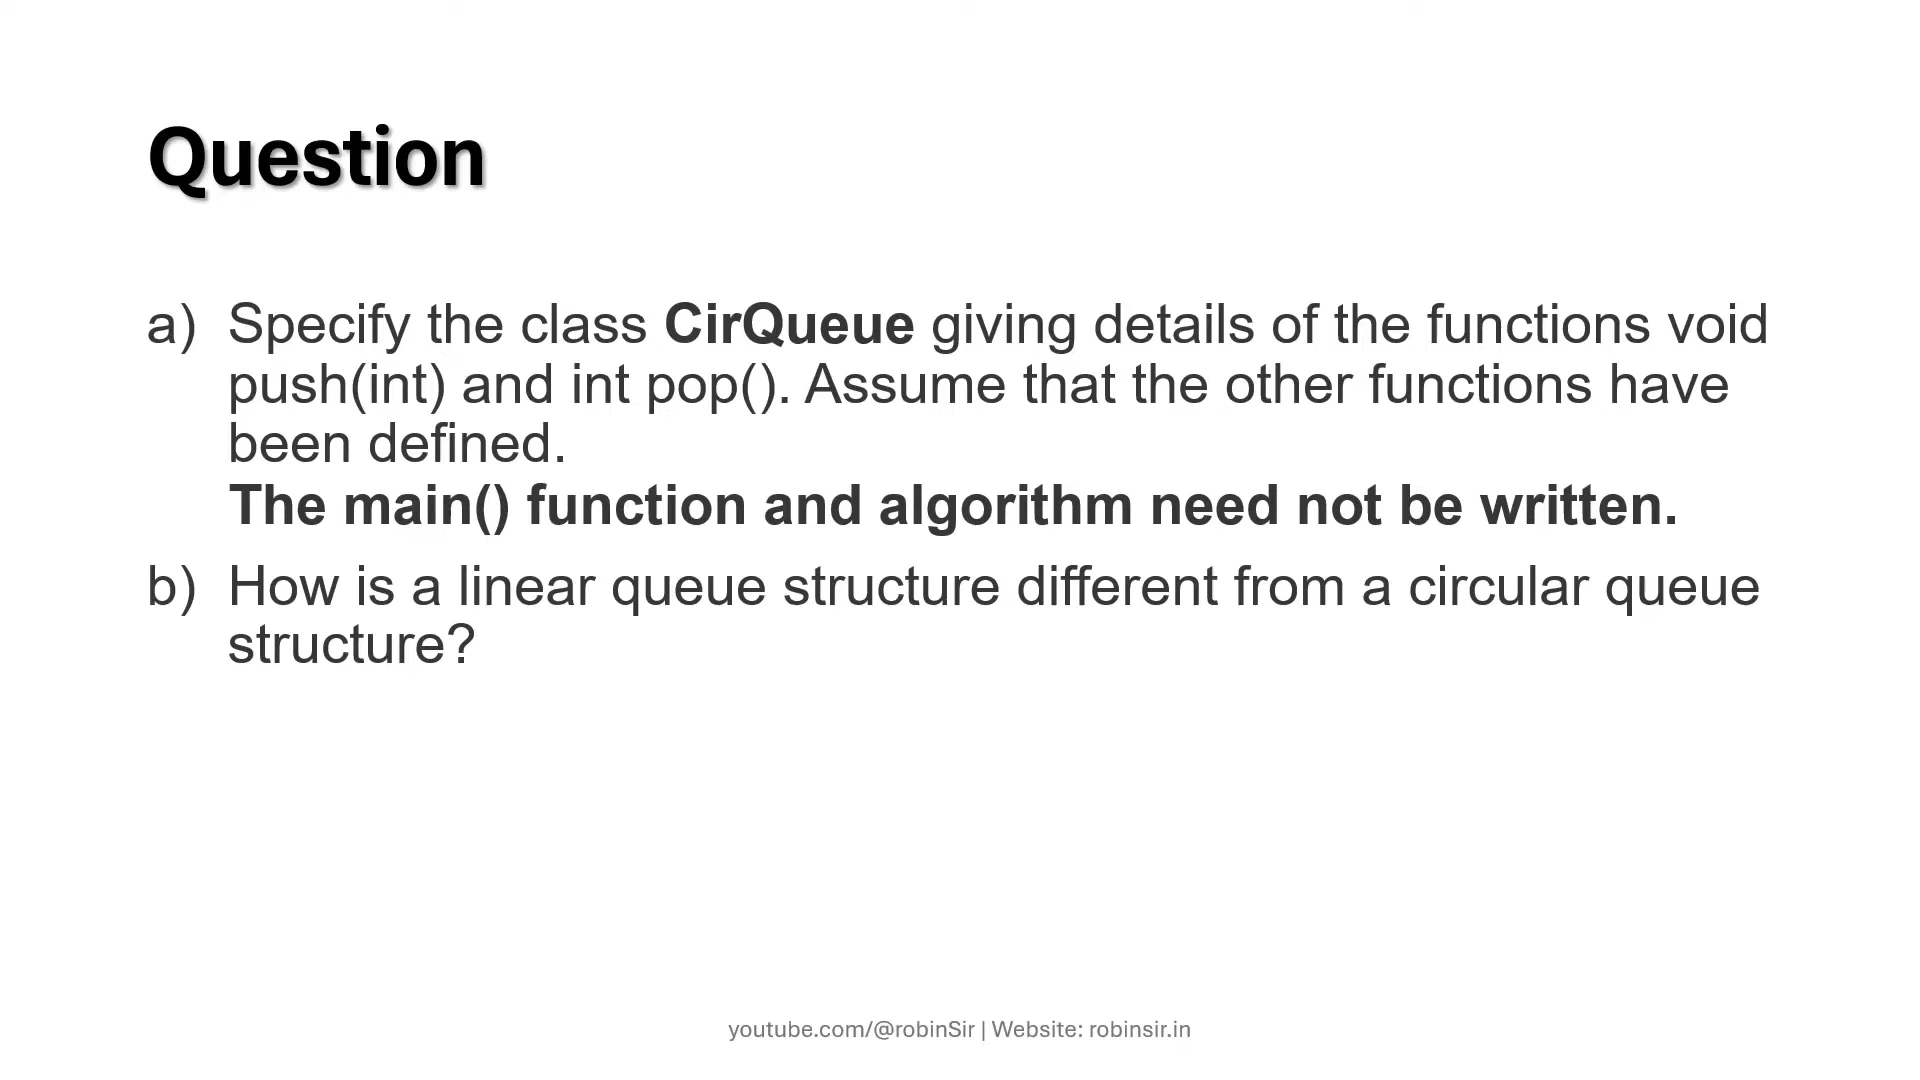 Question
a) Specify the class CirQueue giving details of the functions void
push(int) and int pop(). Assume that the other functions have
been defined.
The main() function and algorithm need not be written.
b) How is a linear queue structure different from a circular queue
structure?
youtube.com/@robinSir | Website: robinsir.in